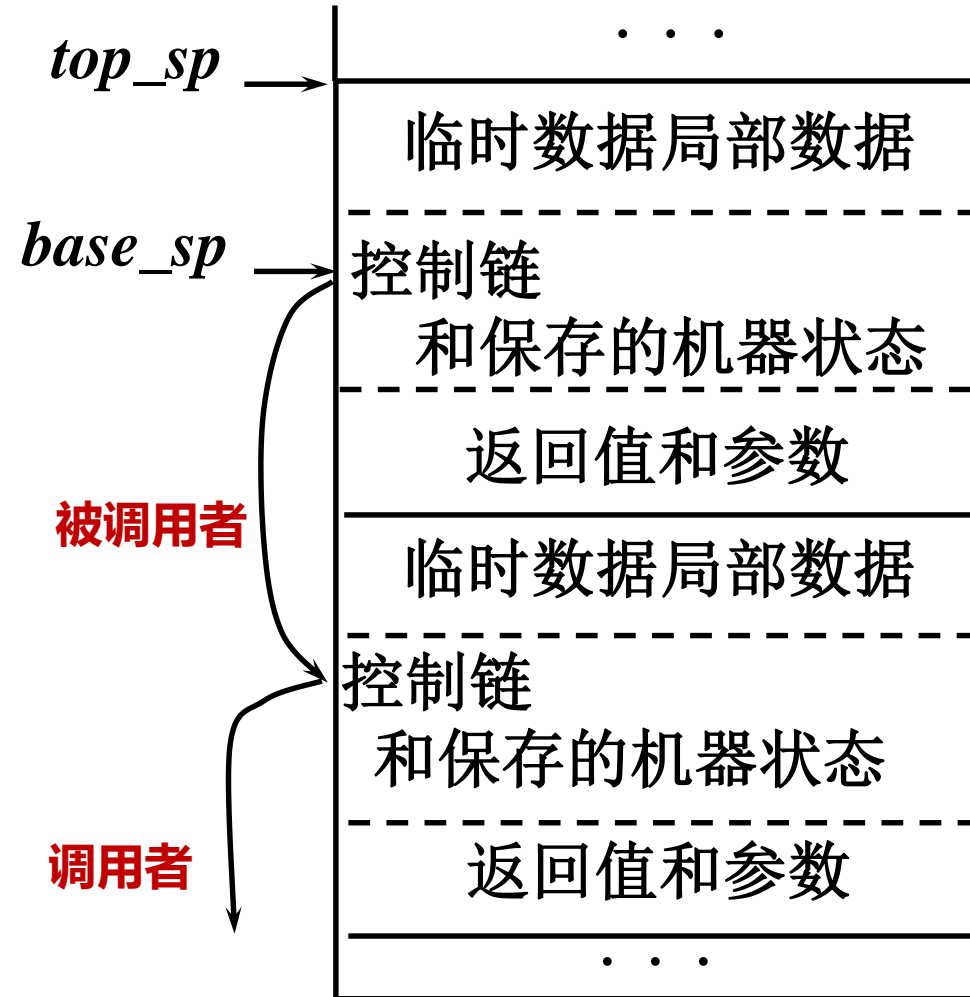 . . .
top_sp
临时数据局部数据
base_sp
控制链
和保存的机器状态
返回值和参数
被调用者
临时数据局部数据
控制链
和保存的机器状态
调用者
返回值和参数
. . .